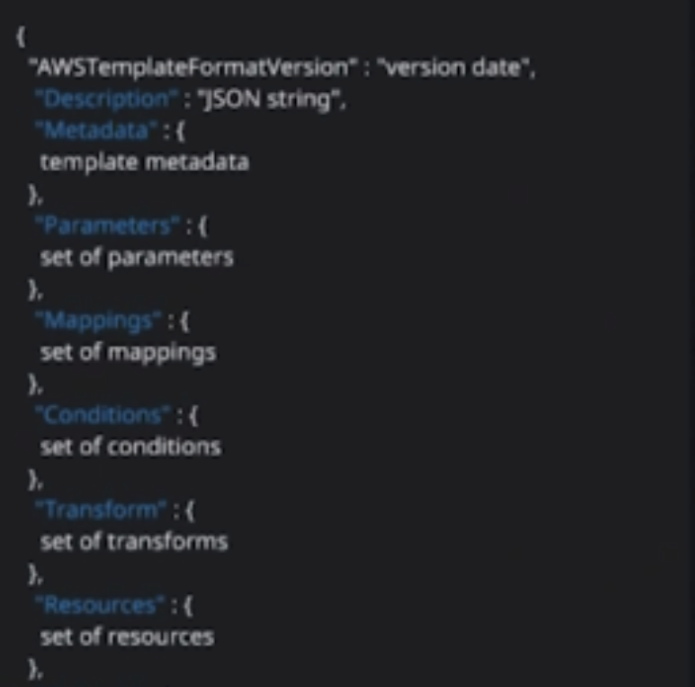 {
"AWSTemplateFormatVersion" : "version date",
"Description" : "JSON string",
"Metadata" : {
template metadata
},
"Parameters" : {
set of parameters
},
"Mappings" : {
set of mappings
},
"Conditions" : {
set of conditions
},
"Transform" : {
set of transforms
},
"Resources" : {
set of resources
},